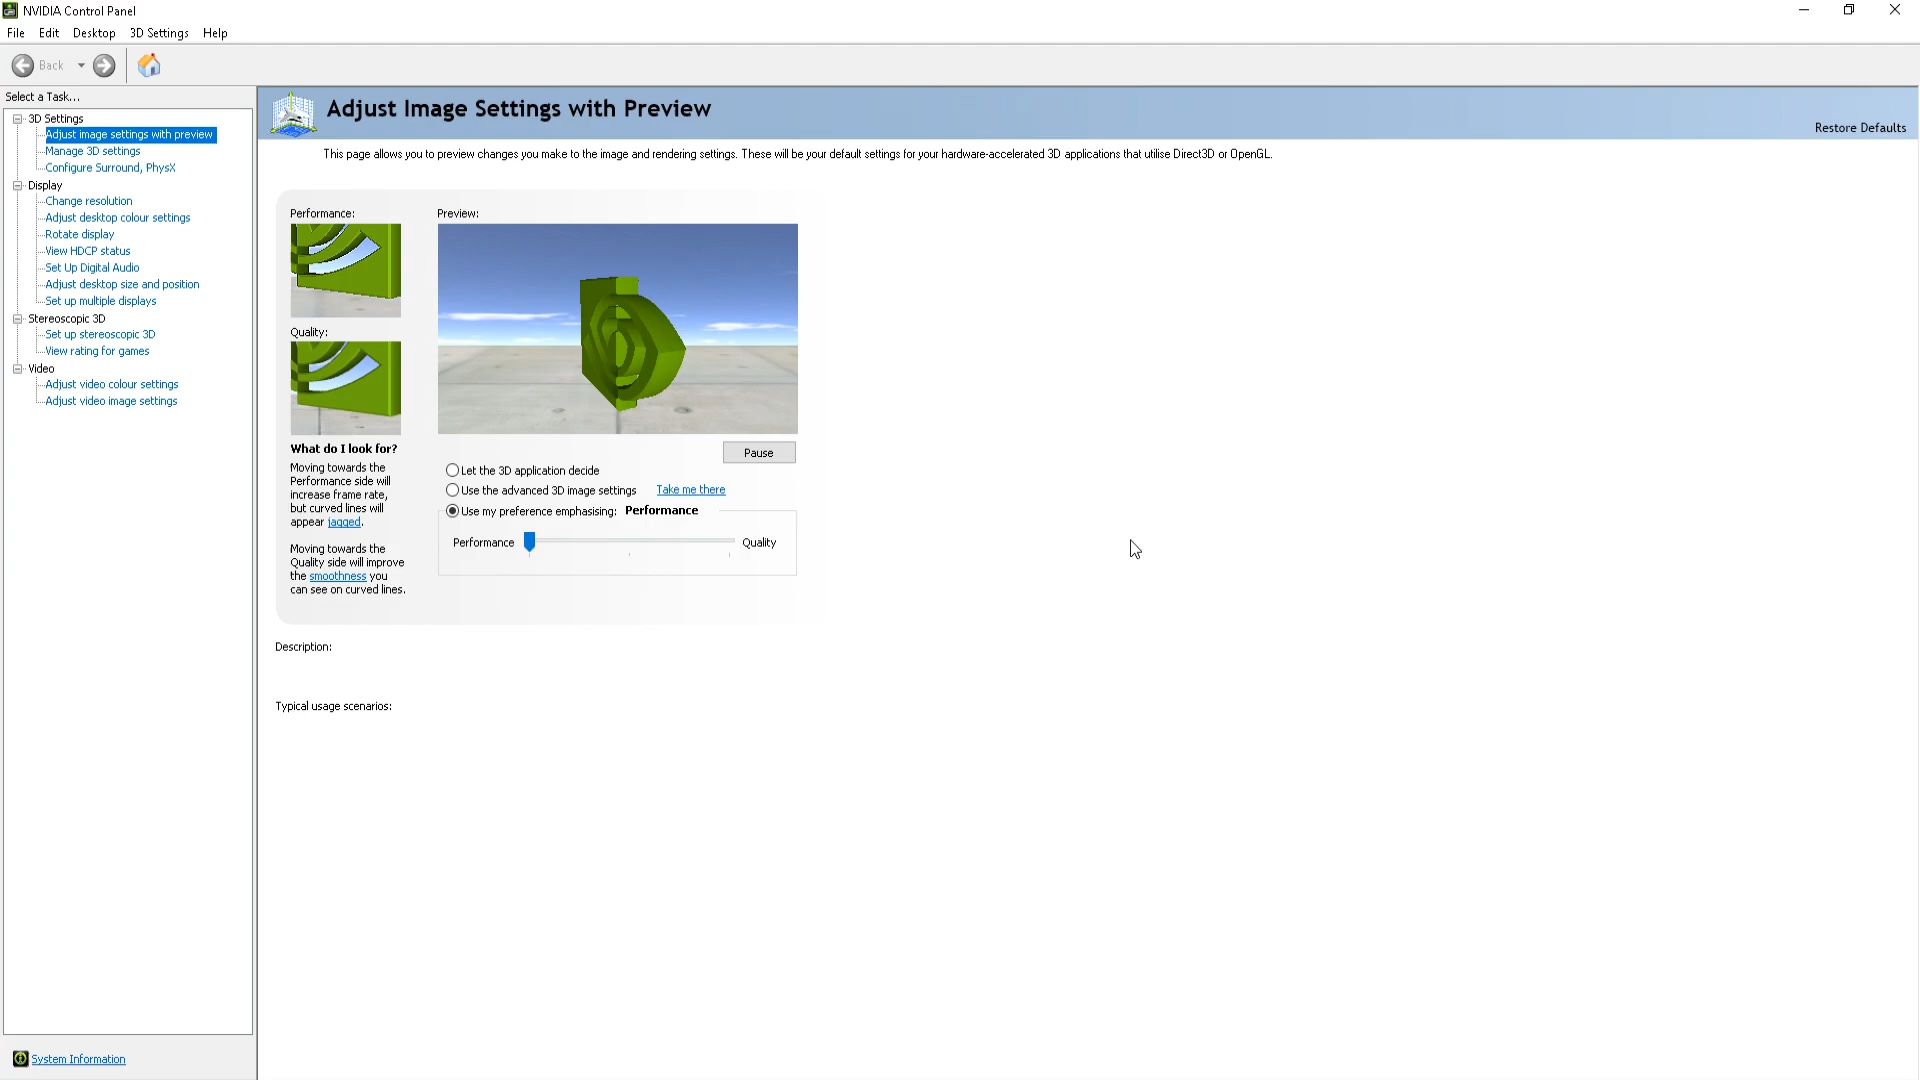 NVIDIA Control Panel
File Edit Desktop 3D Settings Help
Back
Select a Task...
3D Settings
Adjust image settings with preview
Manage 3D settings
Configure Surround, PhysX
Display
Change resolution
Adjust desktop colour settings
Rotate display
View HDCP status
Set Up Digital Audio
Adjust desktop size and position
Set up multiple displays
Stereoscopic 3D
Set up stereoscopic 3D
View rating for games
Video
Adjust video colour settings
Adjust video image settings
System Information
Adjust Image Settings with Preview
Restore Defaults
This page allows you to preview changes you make to the image and rendering settings. These will be your default settings for your hardware-accelerated 3D applications that utilise Direct3D or OpenGL.
Performance:
Quality:
What do I look for?
Moving towards the
Performance side will
increase frame rate,
but curved lines will
appear jagged.
Moving towards the
Quality side will improve
the smoothness you
can see on curved lines.
Preview:
Pause
Let the 3D application decide
Use the advanced 3D image settings Take me there
Use my preference emphasising: Performance
Performance Quality
Description:
Typical usage scenarios: